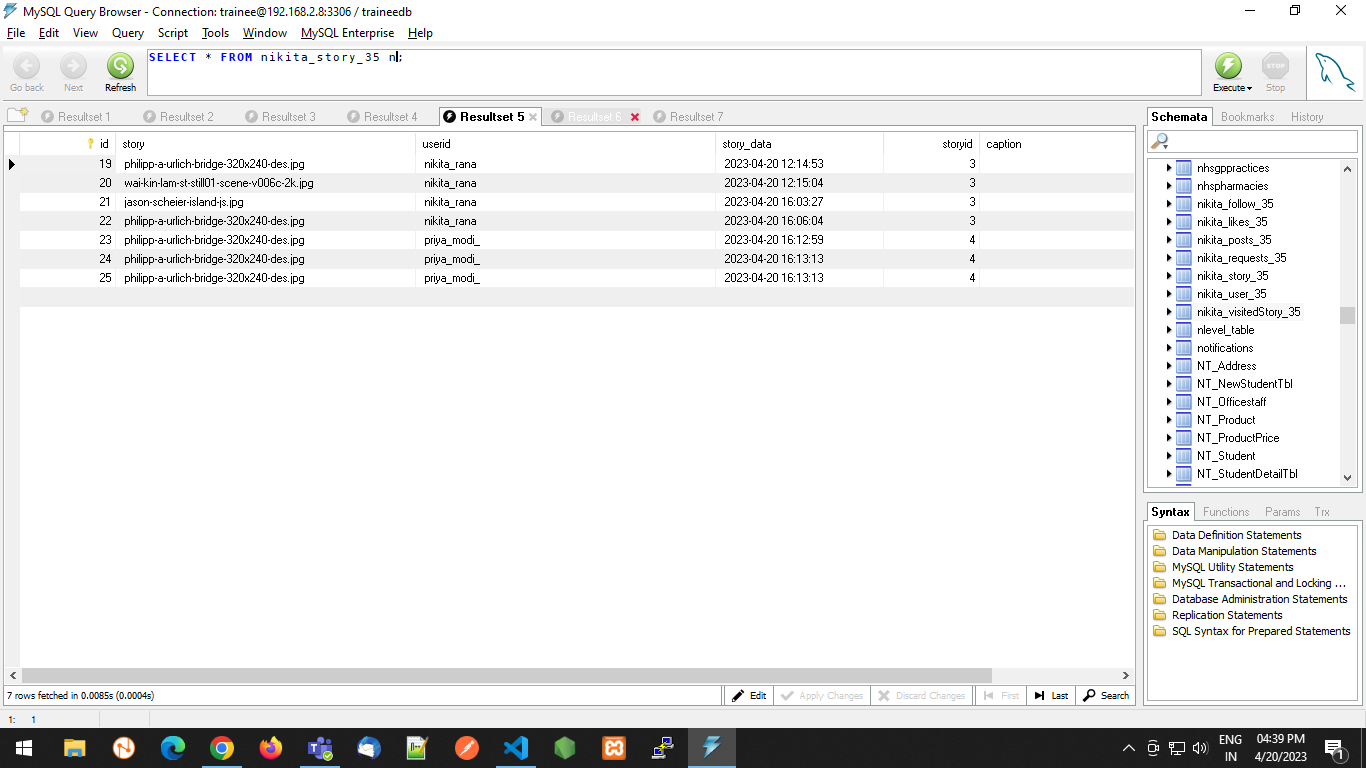 MySQL Query Browser - Connection: trainee@192.168.2.8:3306 / traineedb
File Edit View Query Script Tools Window MySQL Enterprise Help
SELECT * FROM nikita_story_35 n;
Go back Next Refresh Execute Stop
Resultset 1 Resultset 2 Resultset 3 Resultset 4 Resultset 5 Resultset 6 Resultset 7
id story userid story_data storyid caption
19 philipp-a-urlich-bridge-320x240-des.jpg nikita_rana 2023-04-20 12:14:53 3
20 wai-kin-lam-st-still01-scene-v006c-2k.jpg nikita_rana 2023-04-20 12:15:04 3
21 jason-scheier-island-js.jpg nikita_rana 2023-04-20 16:03:27 3
22 philipp-a-urlich-bridge-320x240-des.jpg nikita_rana 2023-04-20 16:06:04 3
23 philipp-a-urlich-bridge-320x240-des.jpg priya_modi_ 2023-04-20 16:12:59 4
24 philipp-a-urlich-bridge-320x240-des.jpg priya_modi_ 2023-04-20 16:13:13 4
25 philipp-a-urlich-bridge-320x240-des.jpg priya_modi_ 2023-04-20 16:13:13 4
Schemata Bookmarks History
nhsgppractices
nhspharmacies
nikita_follow_35
nikita_likes_35
nikita_posts_35
nikita_requests_35
nikita_story_35
nikita_user_35
nikita_visitedStory_35
nlevel_table
notifications
NT_Address
NT_NewStudentTbl
NT_Officestaff
NT_Product
NT_ProductPrice
NT_Student
NT_StudentDetailTbl
Syntax Functions Params Trx
Data Definition Statements
Data Manipulation Statements
MySQL Utility Statements
MySQL Transactional and Locking ...
Database Administration Statements
Replication Statements
SQL Syntax for Prepared Statements
7 rows fetched in 0.0085s (0.0004s) Edit Apply Changes Discard Changes First Last Search
1: 1
ENG 04:39 PM
IN 4/20/2023 1